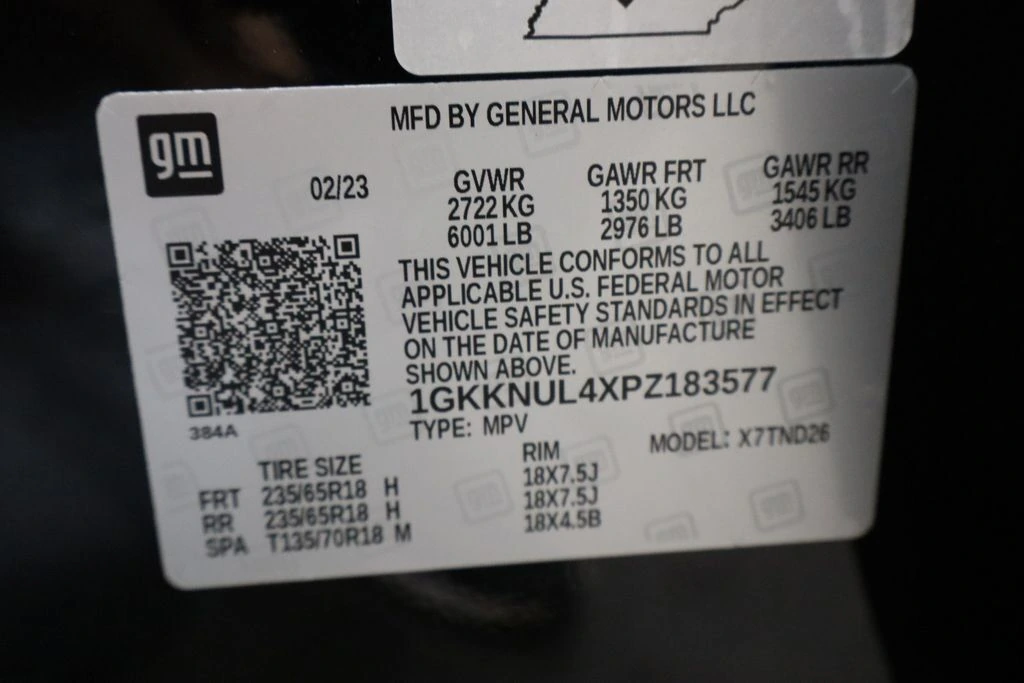 gm
MFD BY GENERAL MOTORS LLC
02/23
GVWR GAWR FRT GAWR RR
2722 KG 1350 KG 1545 KG
6001 LB 2976 LB 3406 LB
THIS VEHICLE CONFORMS TO ALL
APPLICABLE U.S. FEDERAL MOTOR
VEHICLE SAFETY STANDARDS IN EFFECT
ON THE DATE OF MANUFACTURE
SHOWN ABOVE.
1GKKNUL4XPZ183577
384A
TYPE: MPV
MODEL: X7TND26
TIRE SIZE RIM
FRT 235/65R18 H 18X7.5J
RR 235/65R18 H 18X7.5J
SPA T135/70R18 M 18X4.5B